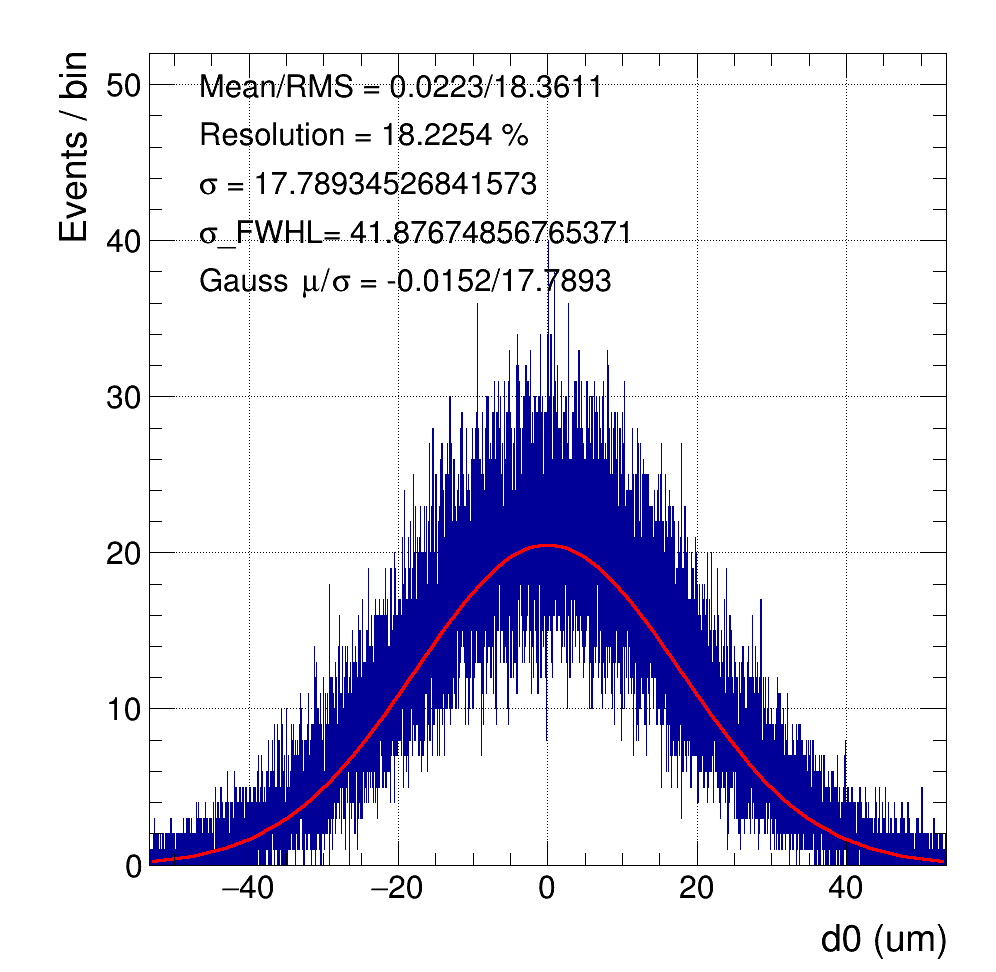 Events / bin
50
40
30
20
10
0
Mean/RMS = 0.0223/18.3611
Resolution = 18.2254 %
σ = 17.78934526841573
σ_FWHL= 41.87674856765371
Gauss μ/σ = -0.0152/17.7893
−40 −20 0 20 40
d0 (um)